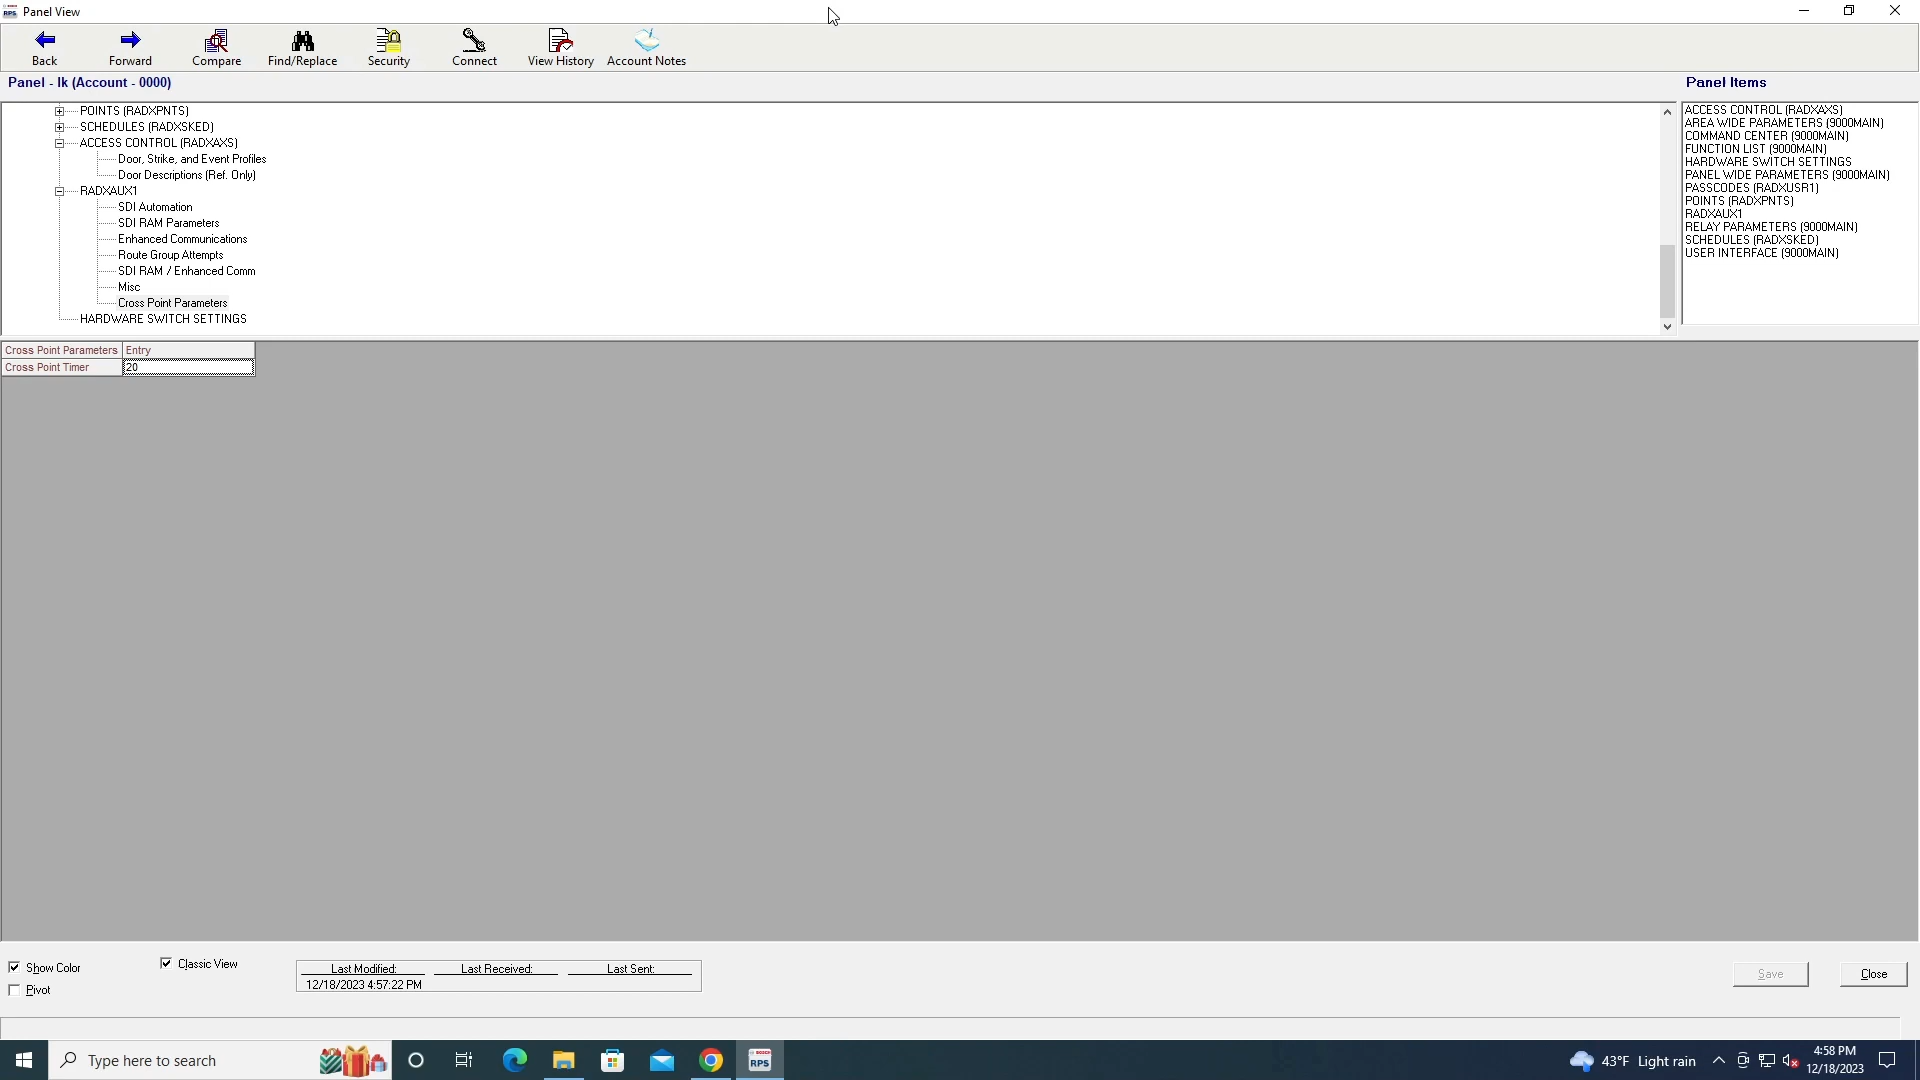 Panel View
Back
Forward
Compare
Find/Replace
Security
Connect
View History
Account Notes
Panel - lk (Account - 0000)
Panel Items
POINTS (RADXPNTS)
SCHEDULES (RADXSKED)
ACCESS CONTROL (RADXAXS)
Door, Strike, and Event Profiles
Door Descriptions (Ref. Only)
RADXAUX1
SDI Automation
SDI RAM Parameters
Enhanced Communications
Route Group Attempts
SDI RAM / Enhanced Comm
Misc
Cross Point Parameters
HARDWARE SWITCH SETTINGS
ACCESS CONTROL (RADXAXS)
AREA WIDE PARAMETERS (9000MAIN)
COMMAND CENTER (9000MAIN)
FUNCTION LIST (9000MAIN)
HARDWARE SWITCH SETTINGS
PANEL WIDE PARAMETERS (9000MAIN)
PASSCODES (RADXUSR1)
POINTS (RADXPNTS)
RADXAUX1
RELAY PARAMETERS (9000MAIN)
SCHEDULES (RADXSKED)
USER INTERFACE (9000MAIN)
Cross Point Parameters Entry
Cross Point Timer 20
Show Color
Classic View
Pivot
Last Modified: Last Received: Last Sent:
12/18/2023 4:57:22 PM
Save
Close
Type here to search
BOSCH
RPS
43°F Light rain
4:58 PM
12/18/2023